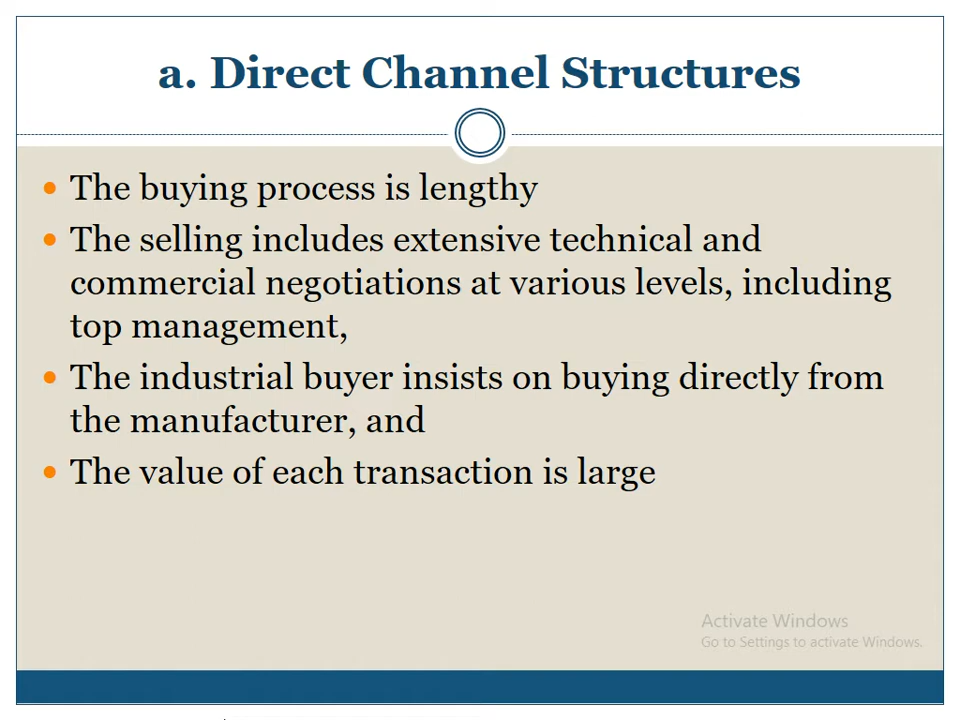 a. Direct Channel Structures
• The buying process is lengthy
• The selling includes extensive technical and
commercial negotiations at various levels, including
top management,
• The industrial buyer insists on buying directly from
the manufacturer, and
• The value of each transaction is large
Activate Windows
Go to Settings to activate Windows.